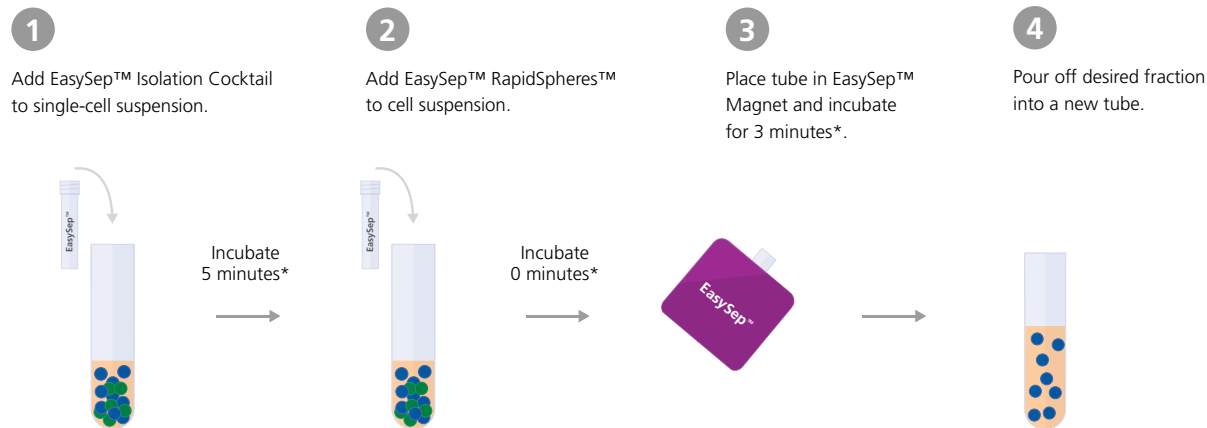 1
Add EasySep™ Isolation Cocktail
to single-cell suspension.
EasySep™
Incubate
5 minutes*
2
Add EasySep™ RapidSpheres™
to cell suspension.
EasySep™
Incubate
0 minutes*
3
Place tube in EasySep™
Magnet and incubate
for 3 minutes*.
EasySep™
4
Pour off desired fraction
into a new tube.